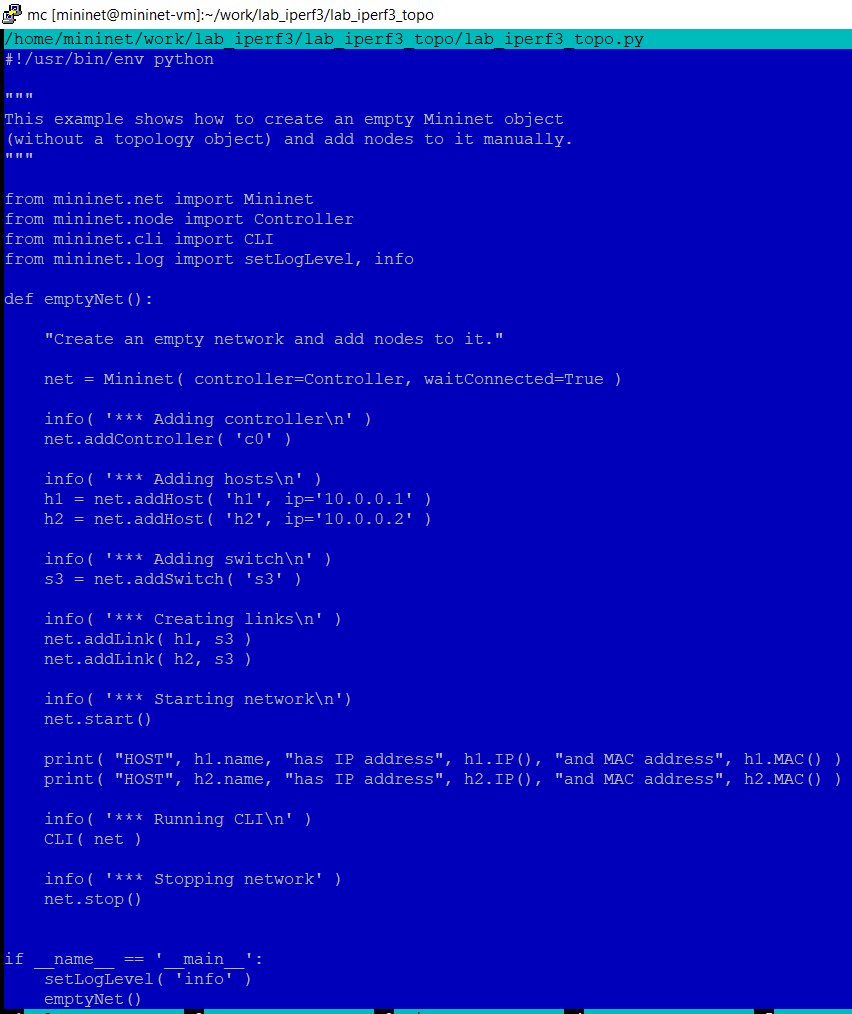 mc [mininet@mininet-vm]:~/work/lab_iperf3/lab_iperf3_topo
/home/mininet/work/lab_iperf3/lab_iperf3_topo/lab_iperf3_topo.py
#!/usr/bin/env python
"""
This example shows how to create an empty Mininet object
(without a topology object) and add nodes to it manually.
"""
from mininet.net import Mininet
from mininet.node import Controller
from mininet.cli import CLI
from mininet.log import setLogLevel, info
def emptyNet():
    "Create an empty network and add nodes to it."
    net = Mininet( controller=Controller, waitConnected=True )
    info( '*** Adding controller\n' )
    net.addController( 'c0' )
    info( '*** Adding hosts\n' )
    h1 = net.addHost( 'h1', ip='10.0.0.1' )
    h2 = net.addHost( 'h2', ip='10.0.0.2' )
    info( '*** Adding switch\n' )
    s3 = net.addSwitch( 's3' )
    info( '*** Creating links\n' )
    net.addLink( h1, s3 )
    net.addLink( h2, s3 )
    info( '*** Starting network\n')
    net.start()
    print( "HOST", h1.name, "has IP address", h1.IP(), "and MAC address", h1.MAC() )
    print( "HOST", h2.name, "has IP address", h2.IP(), "and MAC address", h2.MAC() )
    info( '*** Running CLI\n' )
    CLI( net )
    info( '*** Stopping network' )
    net.stop()
if __name__ == '__main__':
    setLogLevel( 'info' )
    emptyNet()